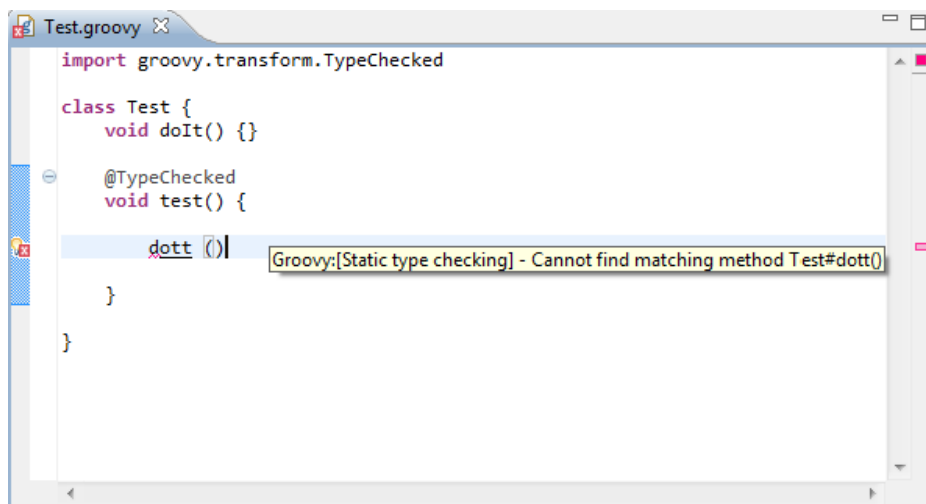 Test.groovy
import groovy.transform.TypeChecked
class Test {
void doIt() {}
@TypeChecked
void test() {
dott ()
Groovy:[Static type checking] - Cannot find matching method Test#dott()
}
}